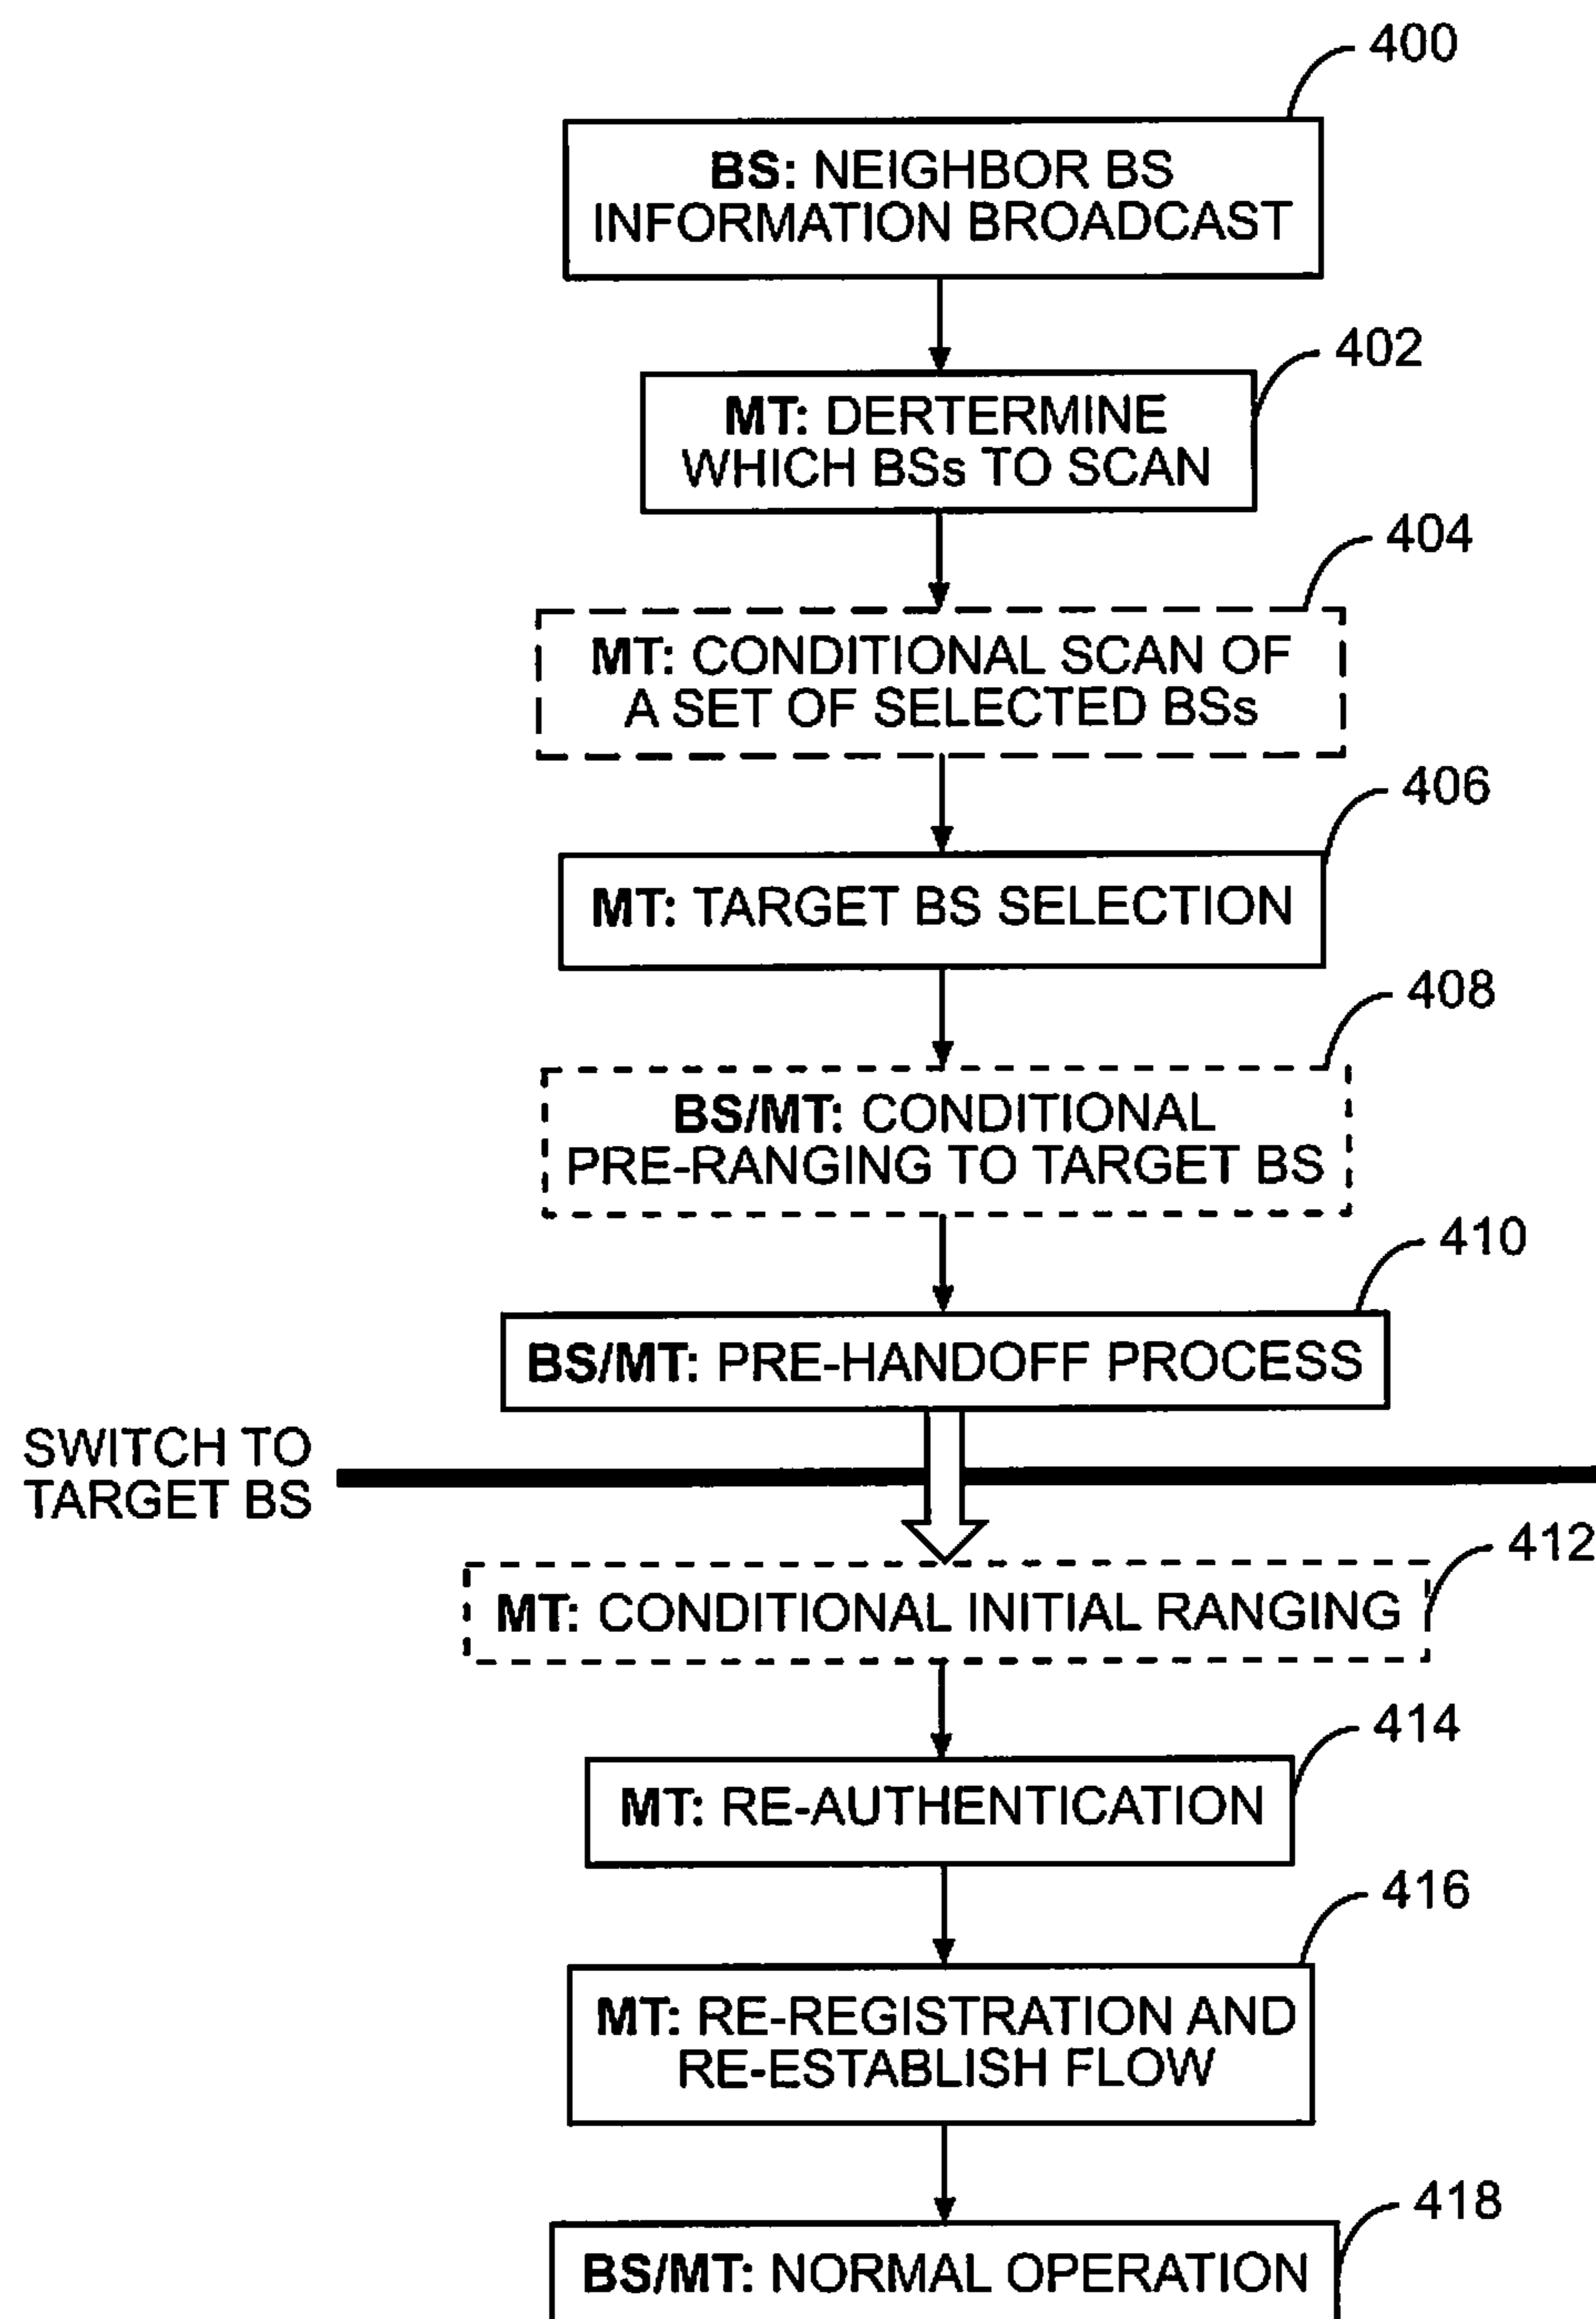 400
BS: NEIGHBOR BS
INFORMATION BROADCAST
402
MT: DERTERMINE
WHICH BSs TO SCAN
404
MT: CONDITIONAL SCAN OF
A SET OF SELECTED BSs
406
MT: TARGET BS SELECTION
408
BS/MT: CONDITIONAL
PRE-RANGING TO TARGET BS
410
BS/MT: PRE-HANDOFF PROCESS
SWITCH TO
TARGET BS
412
MT: CONDITIONAL INITIAL RANGING
414
MT: RE-AUTHENTICATION
416
MT: RE-REGISTRATION AND
RE-ESTABLISH FLOW
418
BS/MT: NORMAL OPERATION